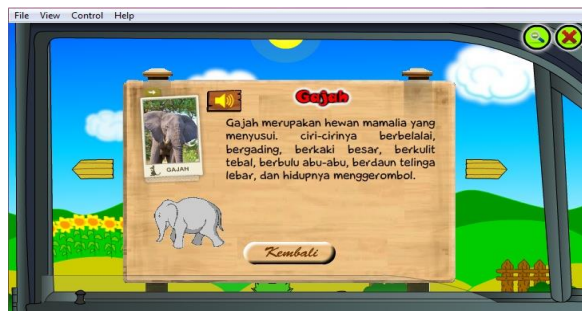 File View Control Help
Gajah
Gajah merupakan hewan mamalia yang
menyusui. ciri-cirinya berbelalai,
bergading, berkaki besar, berkulit
tebal, berbulu abu-abu, berdaun telinga
lebar, dan hidupnya menggerombol.
GAJAH
Kembali